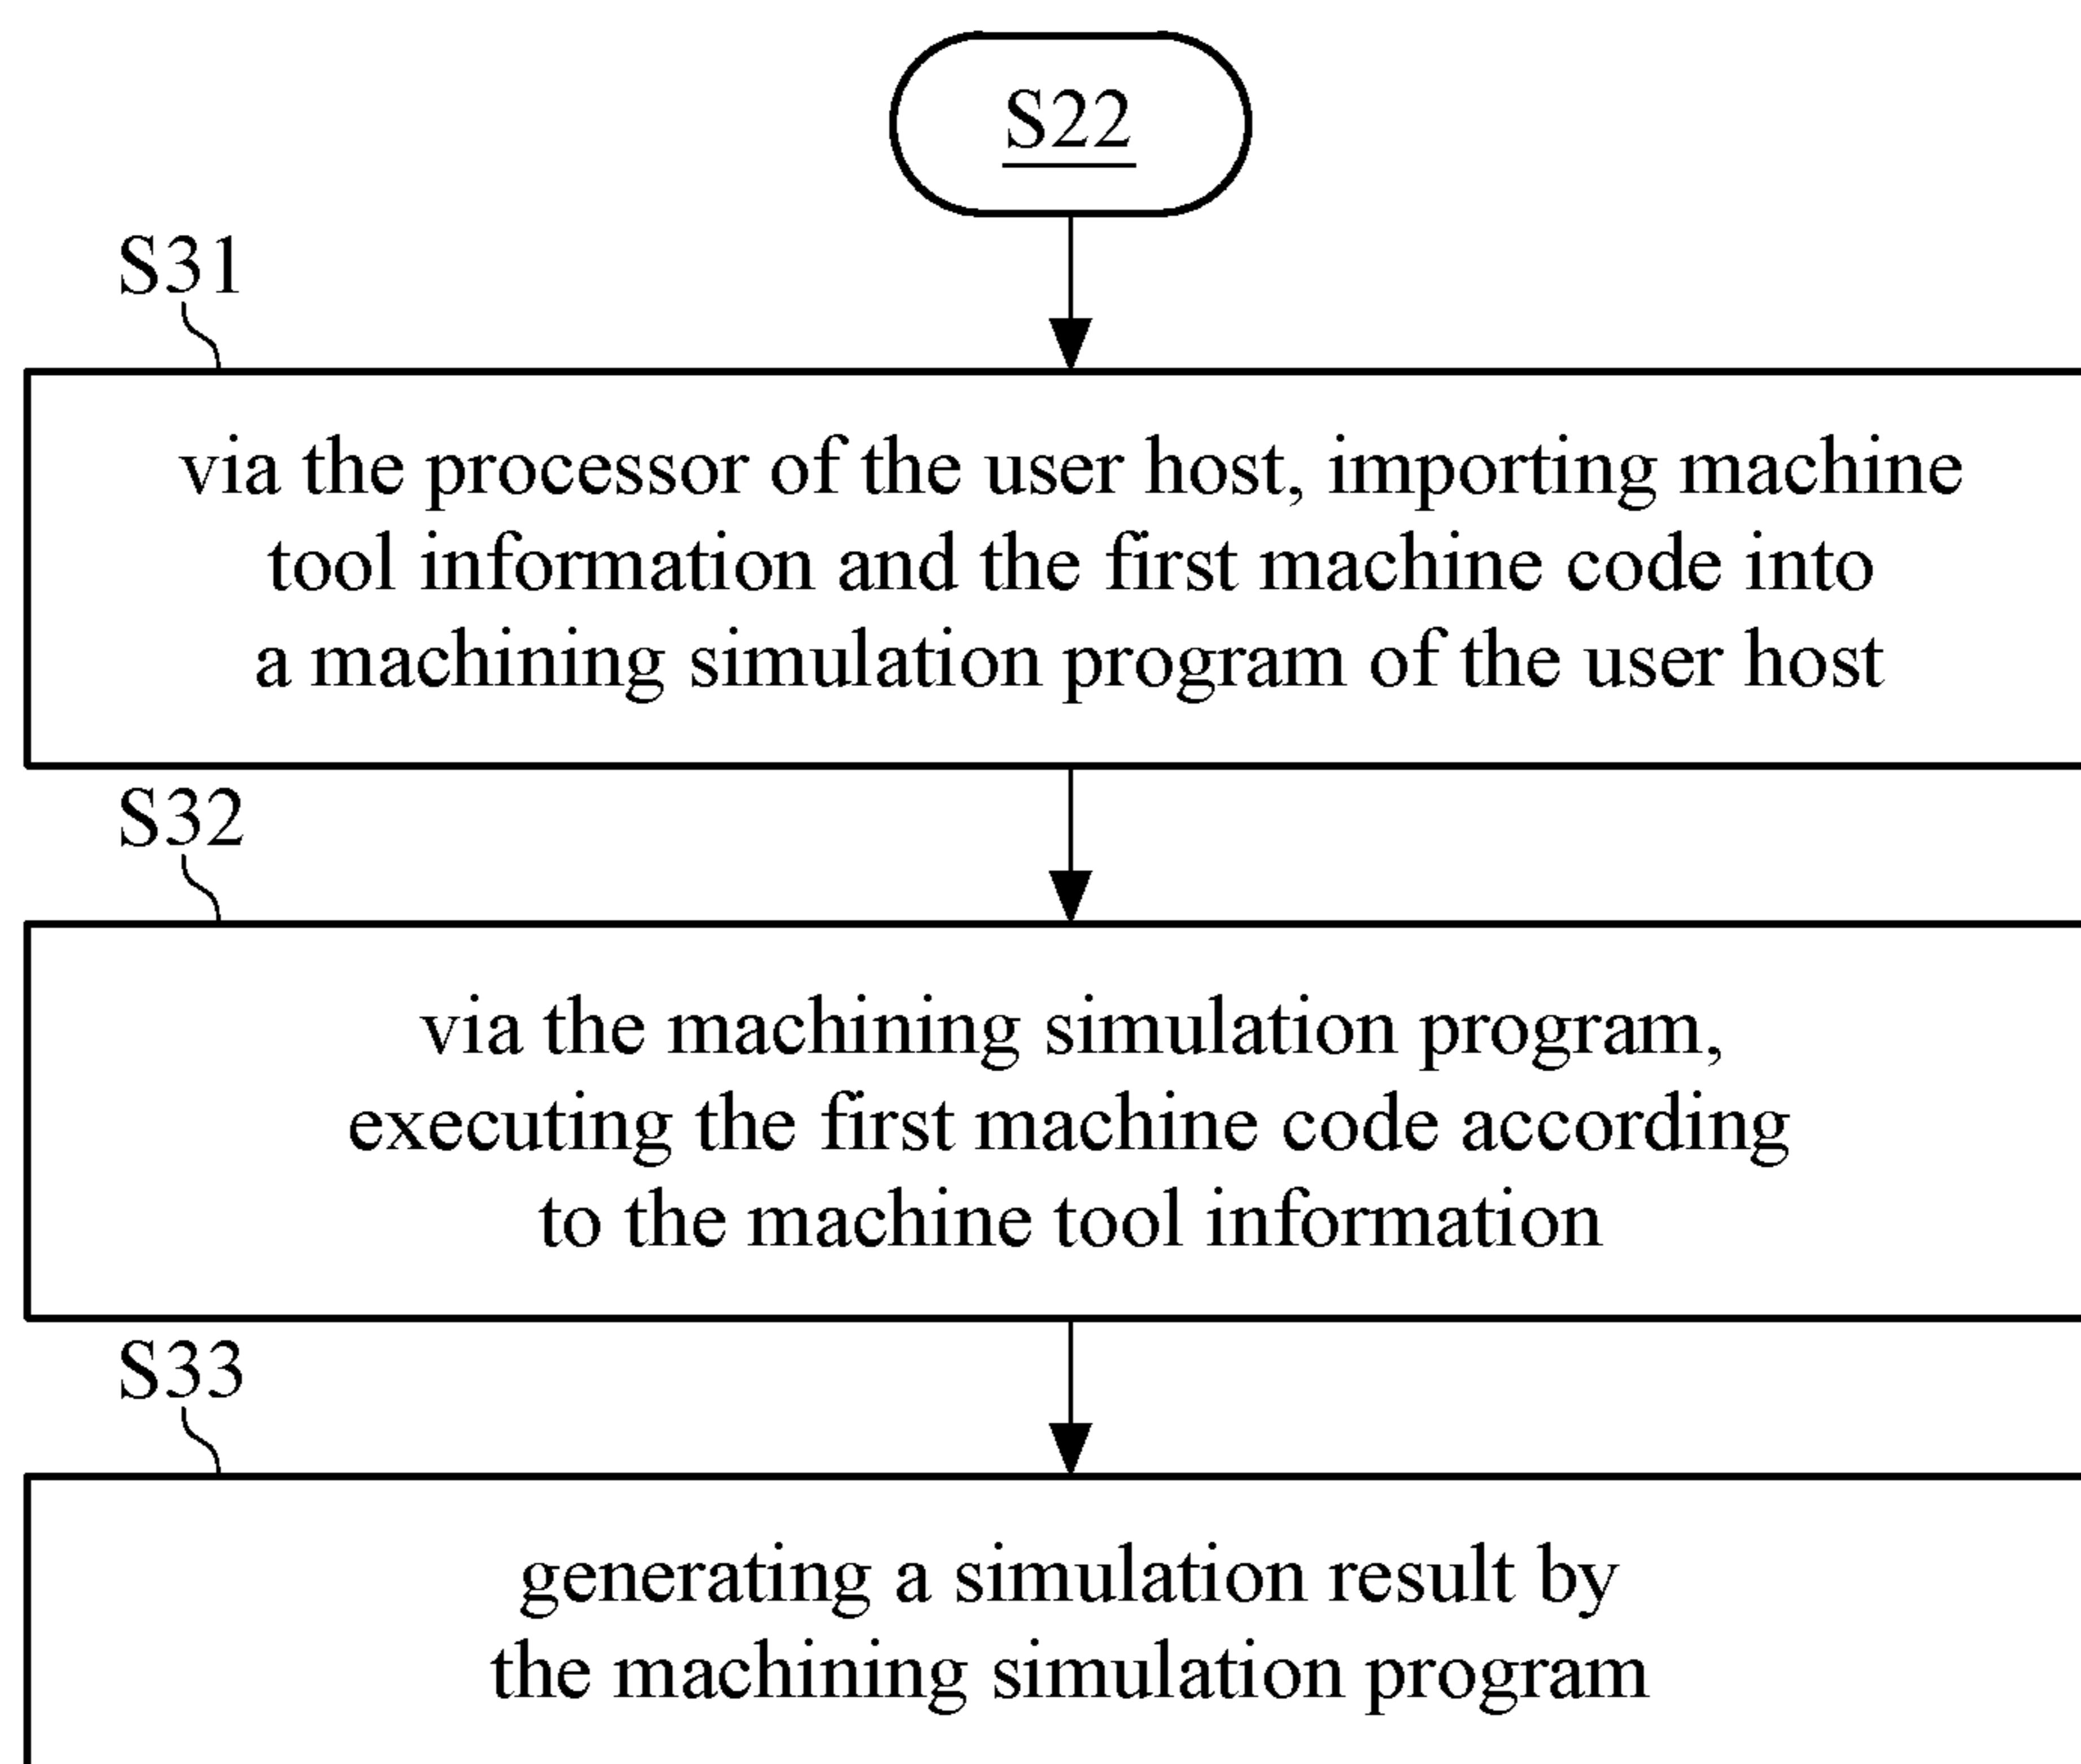 S22
S31
via the processor of the user host, importing machine
tool information and the first machine code into
a machining simulation program of the user host
S32
via the machining simulation program,
executing the first machine code according
to the machine tool information
S33
generating a simulation result by
the machining simulation program